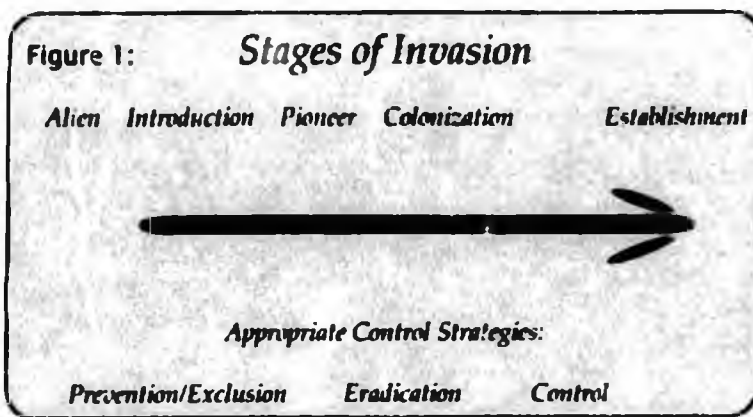 Figure 1: Stages of Invasion
Alien Introduction Pioneer Colonization Establishment
Appropriate Control Strategies:
Prevention/Exclusion Eradication Control